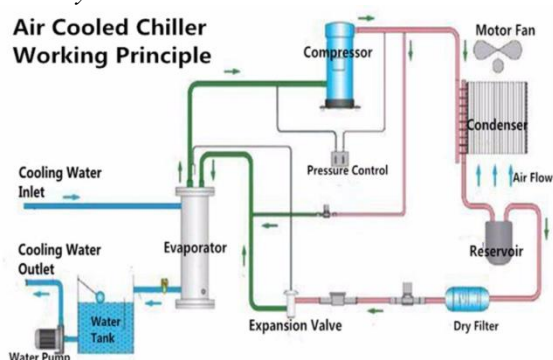 Air Cooled Chiller
Working Principle
Compressor
Motor Fan
Condenser
Pressure Control
Air Flow
Cooling Water
Inlet
Evaporator
Reservoir
Cooling Water
Outlet
Water
Tank
Expansion Valve
Dry Filter
Water Pump